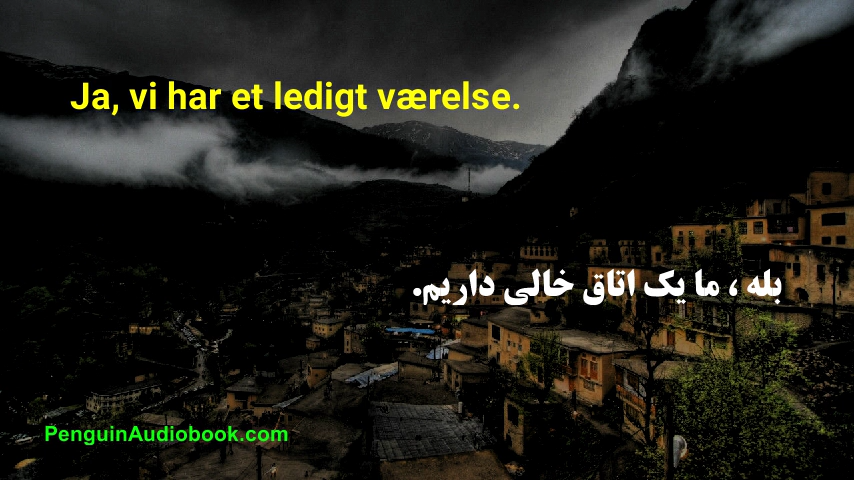 Ja, vi har et ledigt værelse.
بله ، ما یک اتاق خالی داریم.
PenguinAudiobook.com